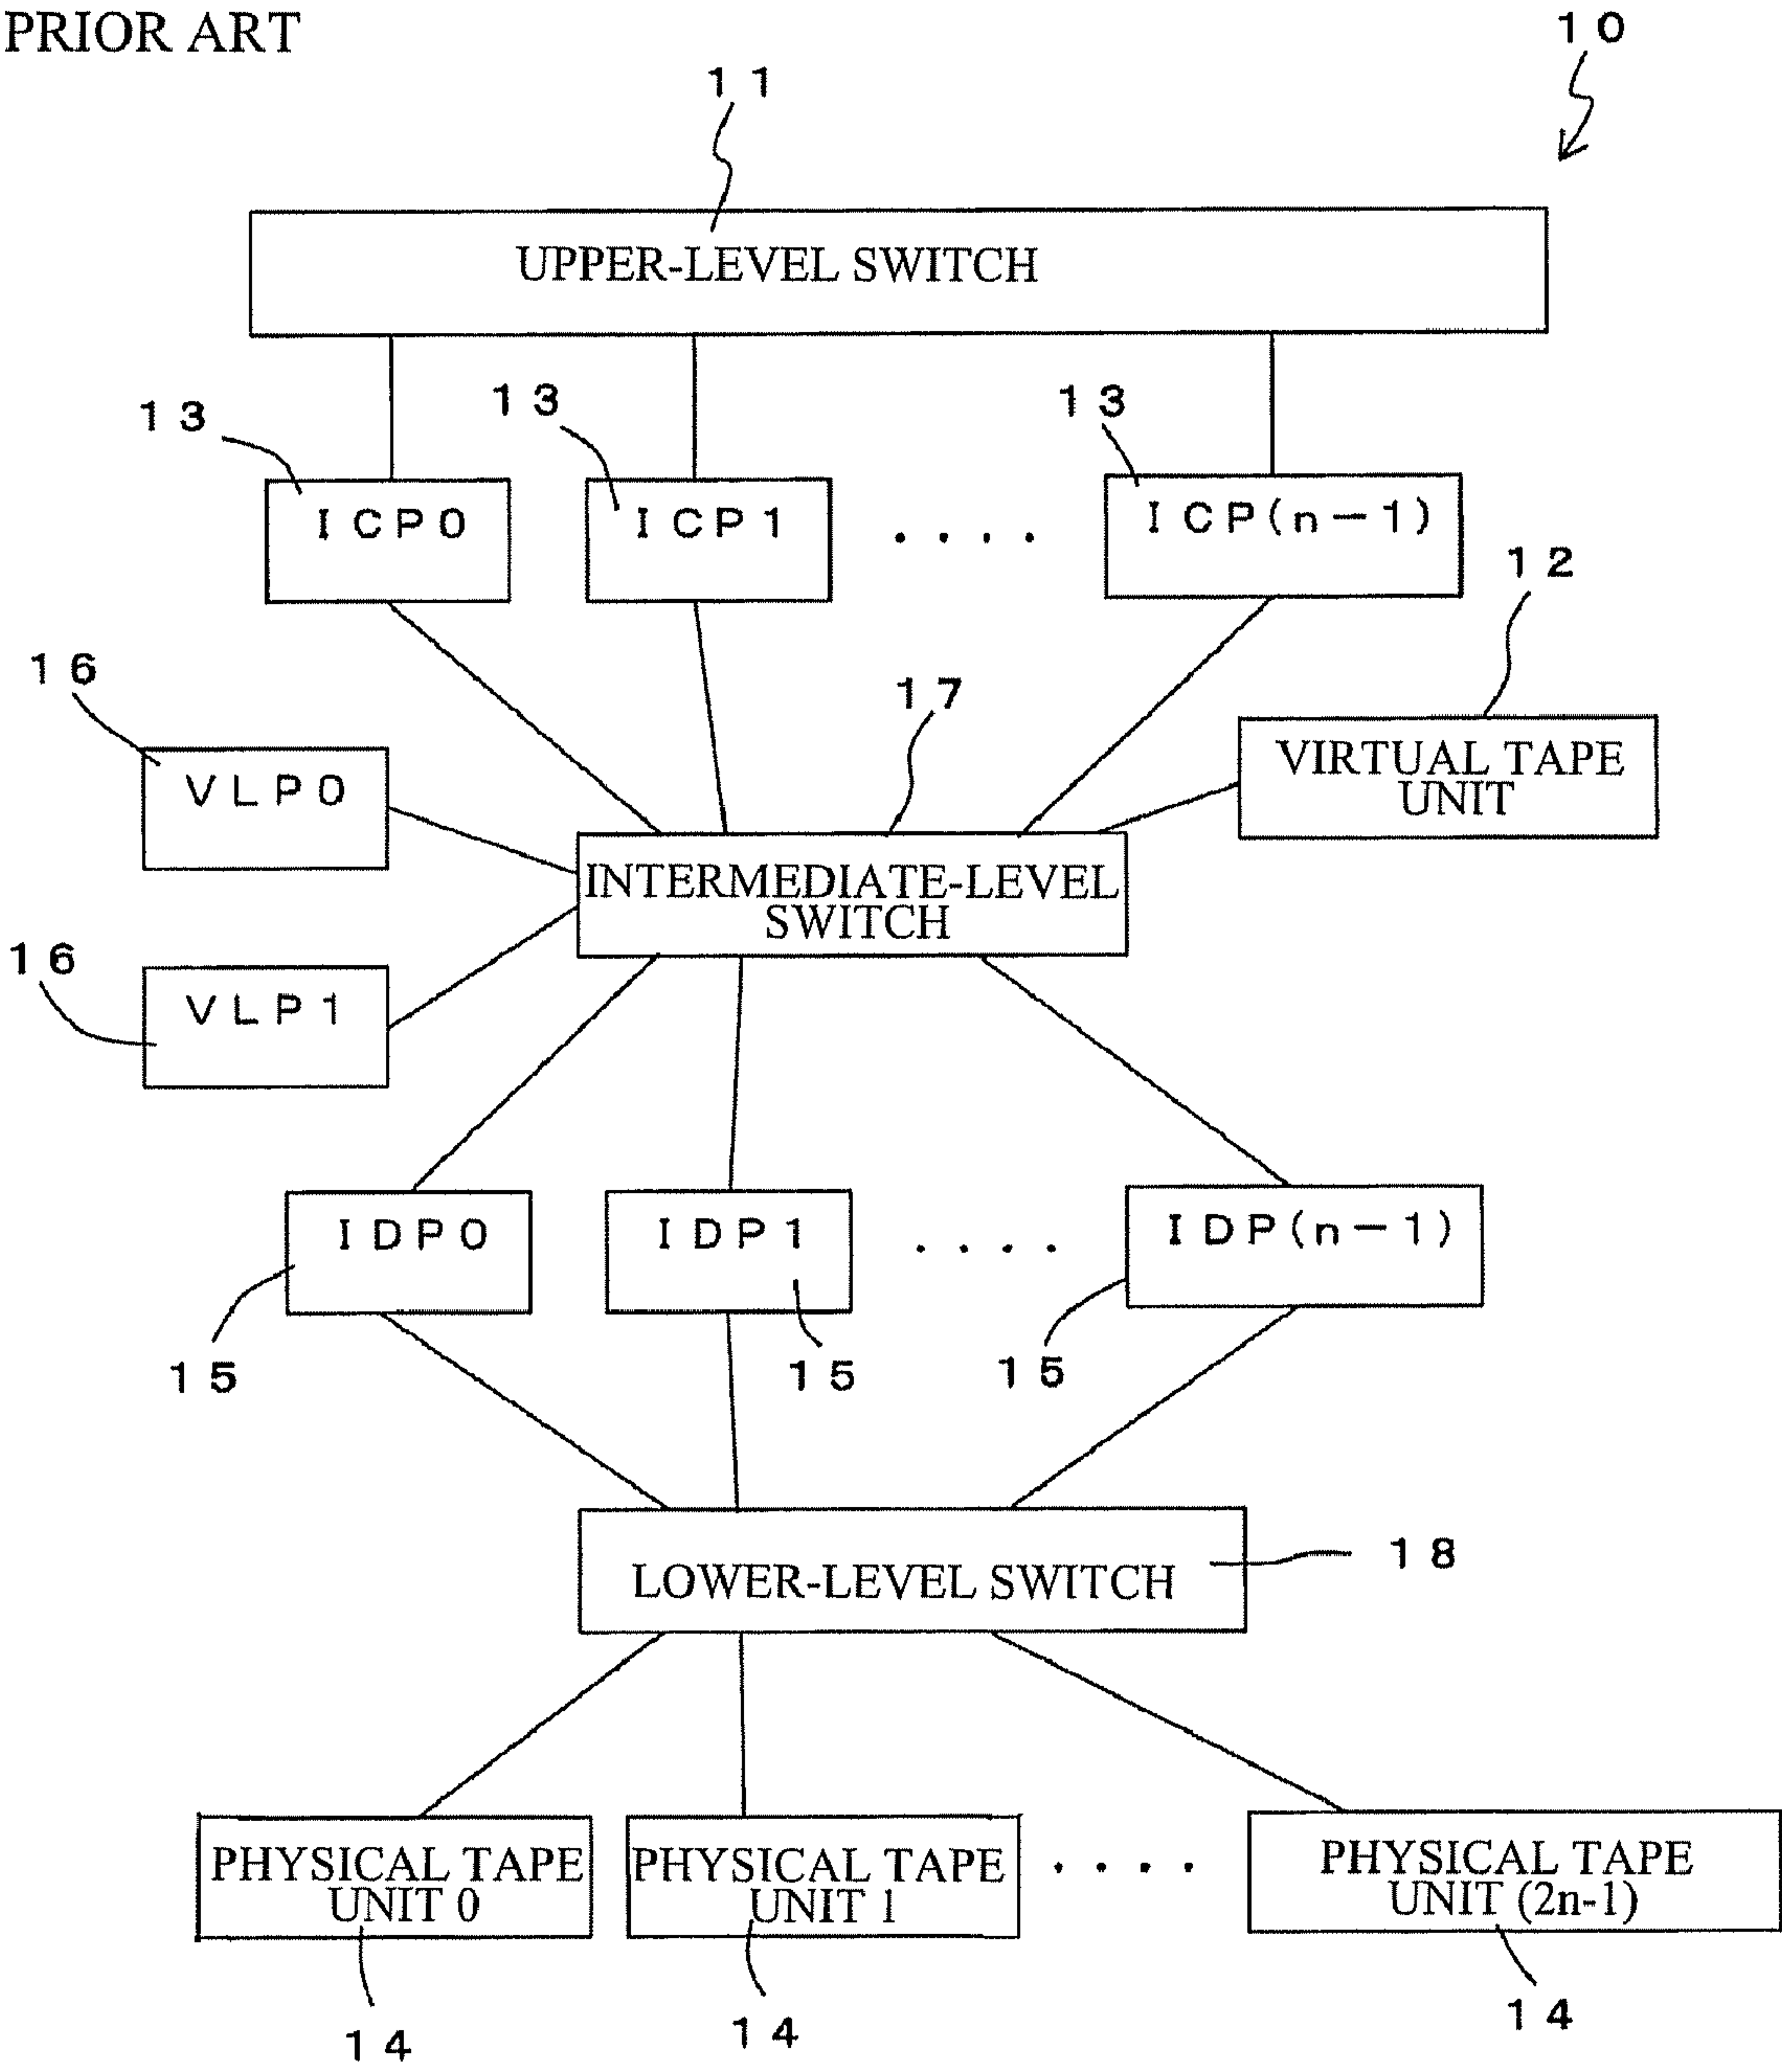 PRIOR ART
10
11
UPPER-LEVEL SWITCH
13
13
13
ICP0
ICP1
....
ICP(n-1)
12
16
17
VLP0
VIRTUAL TAPE
UNIT
INTERMEDIATE-LEVEL
SWITCH
16
VLP1
IDP0
IDP1
....
IDP(n-1)
15
15
15
LOWER-LEVEL SWITCH
18
PHYSICAL TAPE
UNIT 0
PHYSICAL TAPE
UNIT 1
....
PHYSICAL TAPE
UNIT (2n-1)
14
14
14